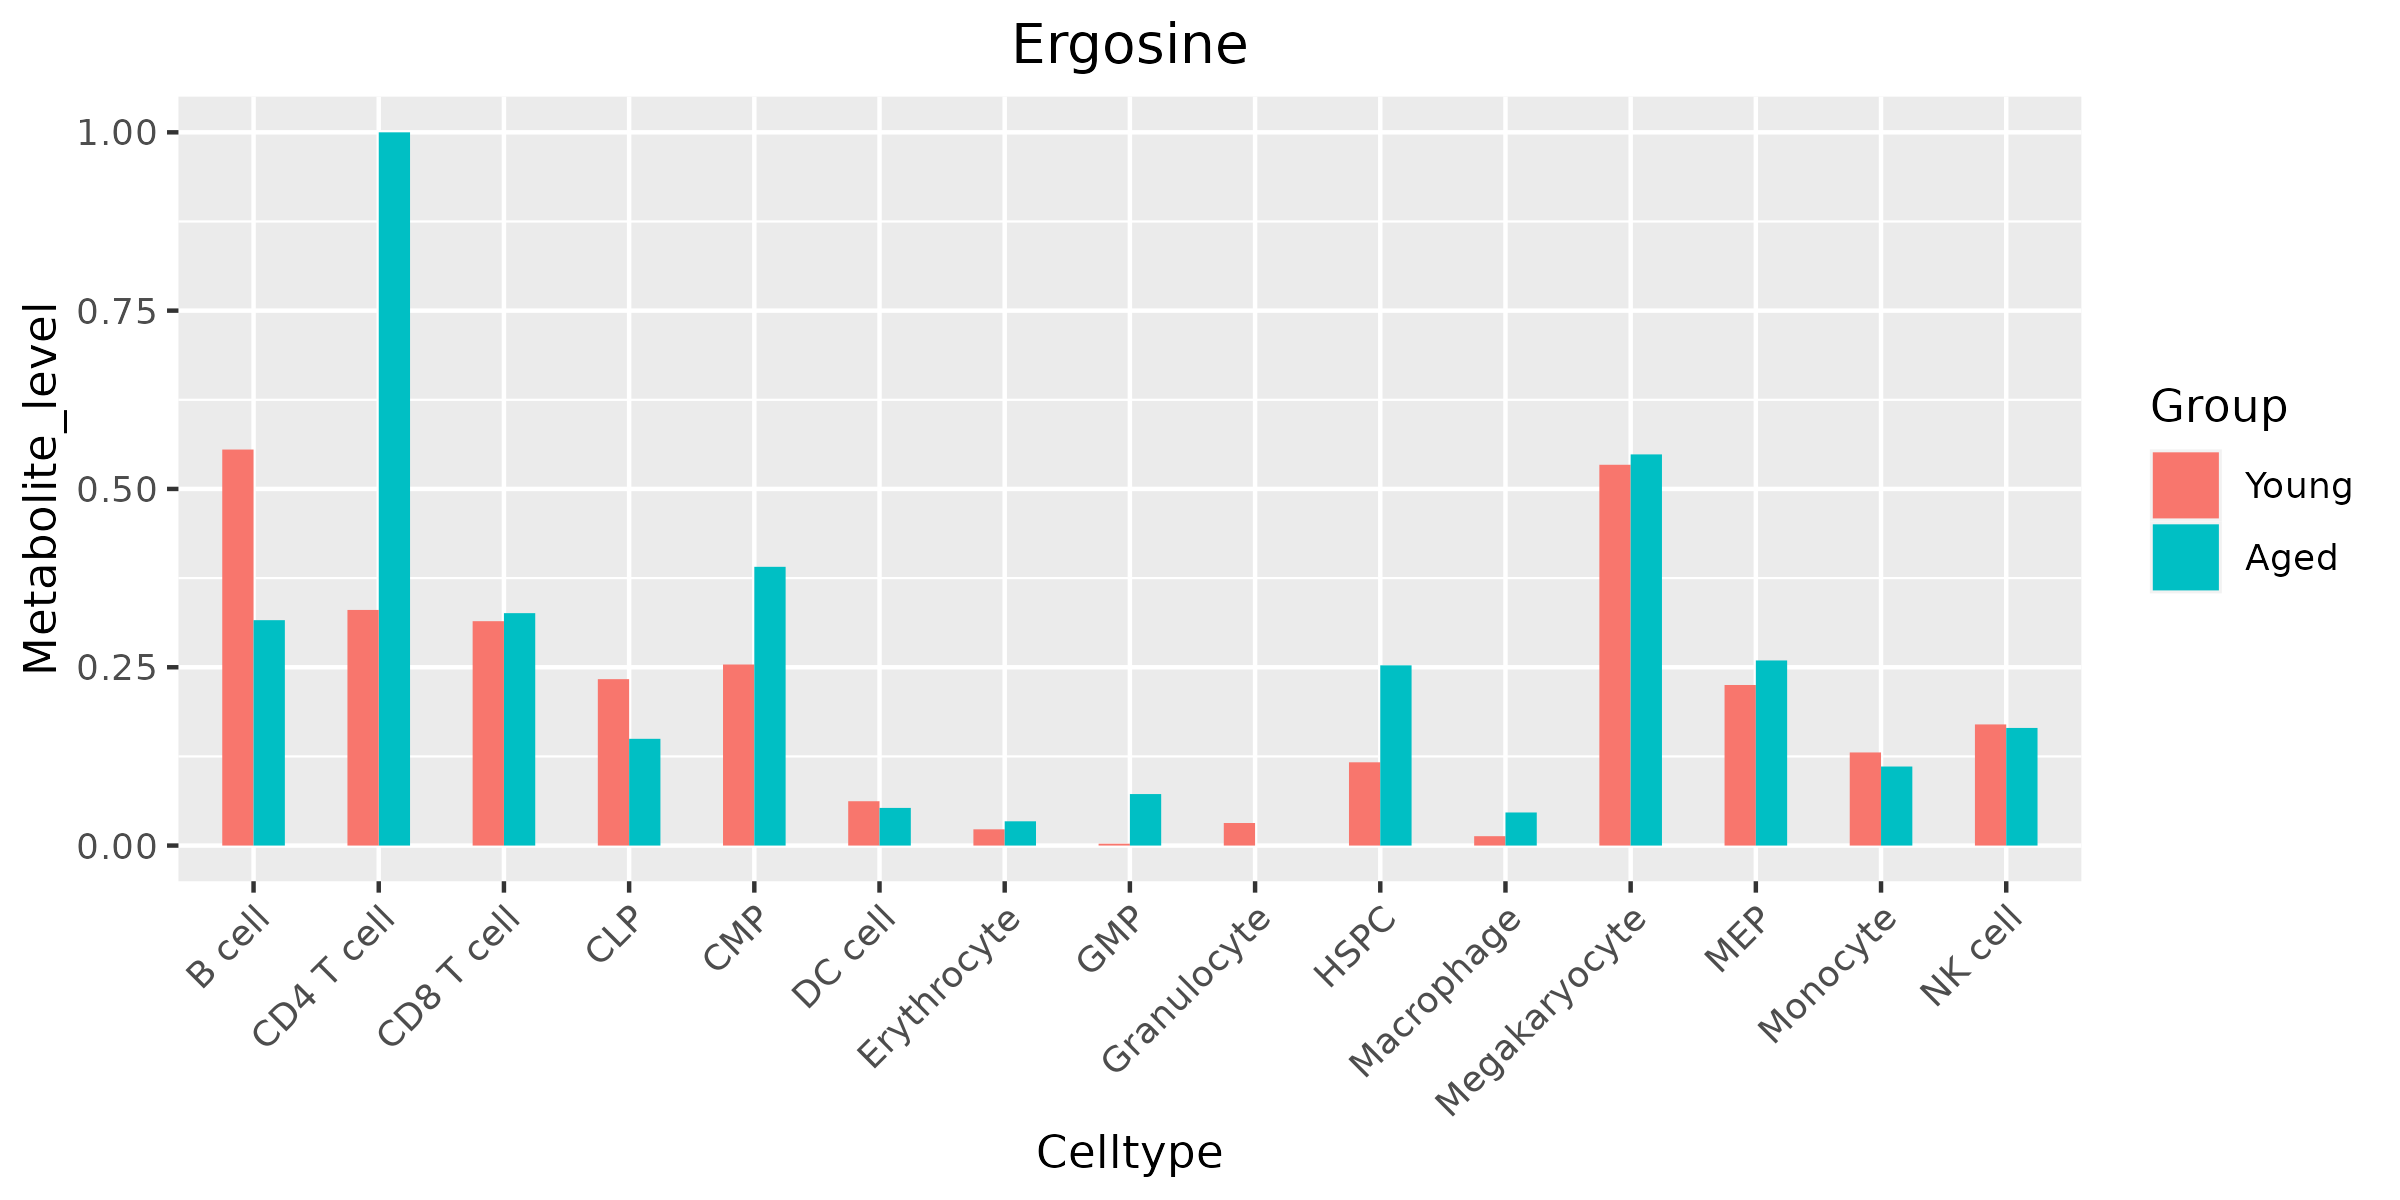 Ergosine
Metabolite_level
1.00
0.75
0.50
0.25
0.00
B cell
CD4 T cell
CD8 T cell
CLP
CMP
DC cell
Erythrocyte
GMP
Granulocyte
HSPC
Macrophage
Megakaryocyte
MEP
Monocyte
NK cell
Celltype
Group
Young
Aged